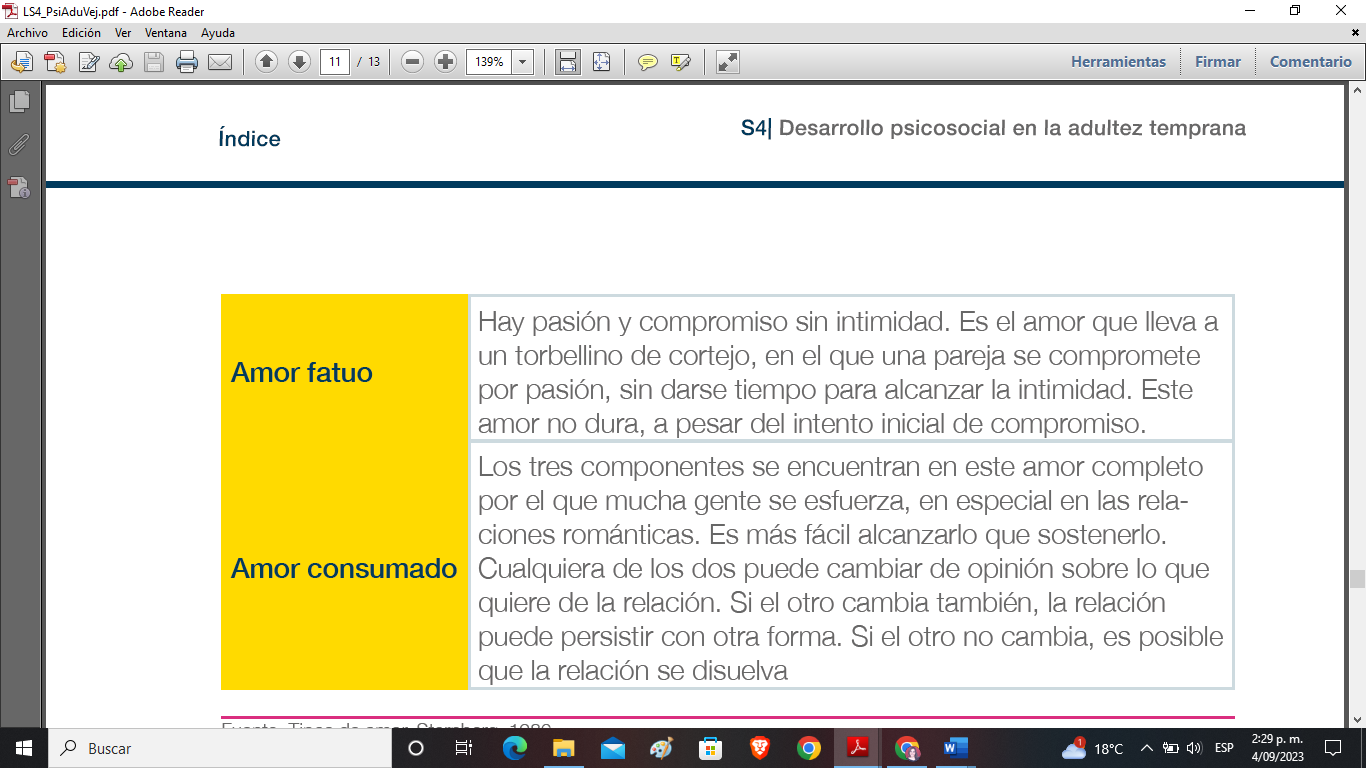 LS4_PsiAduVej.pdf - Adobe Reader
Archivo Edición Ver Ventana Ayuda
11 / 13 139% Herramientas Firmar Comentario
Índice
S4| Desarrollo psicosocial en la adultez temprana
Amor fatuo
Hay pasión y compromiso sin intimidad. Es el amor que lleva a
un torbellino de cortejo, en el que una pareja se compromete
por pasión, sin darse tiempo para alcanzar la intimidad. Este
amor no dura, a pesar del intento inicial de compromiso.
Amor consumado
Los tres componentes se encuentran en este amor completo
por el que mucha gente se esfuerza, en especial en las rela-
ciones románticas. Es más fácil alcanzarlo que sostenerlo.
Cualquiera de los dos puede cambiar de opinión sobre lo que
quiere de la relación. Si el otro cambia también, la relación
puede persistir con otra forma. Si el otro no cambia, es posible
que la relación se disuelva
Fuente. Tipos de amor. Sternberg,
Buscar
18°C ESP 2:29 p. m.
4/09/2023